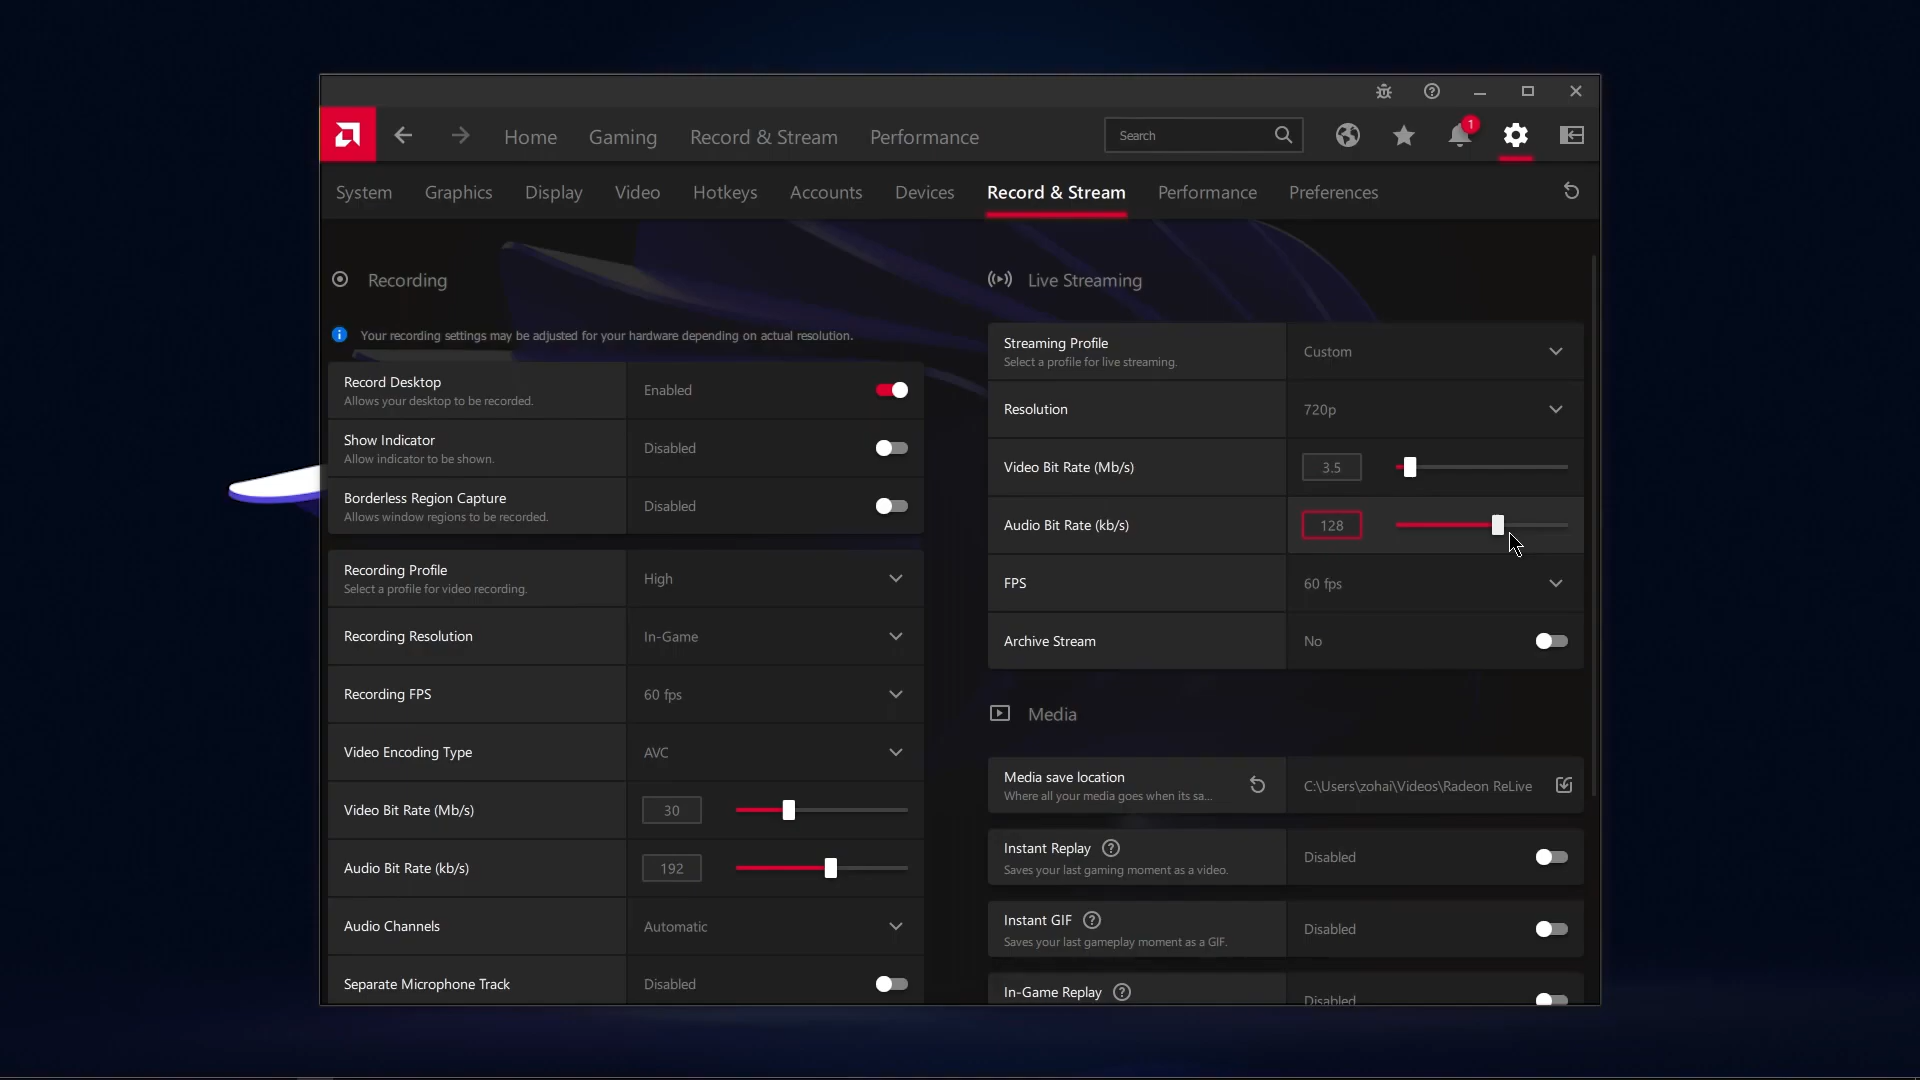 1
Home
Gaming
Record & Stream
Performance
Search
System
Graphics
Display
Video
Hotkeys
Accounts
Devices
Record & Stream
Performance
Preferences
Recording
Your recording settings may be adjusted for your hardware depending on actual resolution.
Record Desktop
Allows your desktop to be recorded.
Enabled
Show Indicator
Allow indicator to be shown.
Disabled
Borderless Region Capture
Allows window regions to be recorded.
Disabled
Recording Profile
Select a profile for video recording.
High
Recording Resolution
In-Game
Recording FPS
60 fps
Video Encoding Type
AVC
Video Bit Rate (Mb/s)
30
Audio Bit Rate (kb/s)
192
Audio Channels
Automatic
Separate Microphone Track
Disabled
Live Streaming
Streaming Profile
Select a profile for live streaming.
Custom
Resolution
720p
Video Bit Rate (Mb/s)
3.5
Audio Bit Rate (kb/s)
128
FPS
60 fps
Archive Stream
No
Media
Media save location
Where all your media goes when its sa...
C:\Users\zohai\Videos\Radeon ReLive
Instant Replay
Saves your last gaming moment as a video.
Disabled
Instant GIF
Saves your last gameplay moment as a GIF.
Disabled
In-Game Replay
Disabled